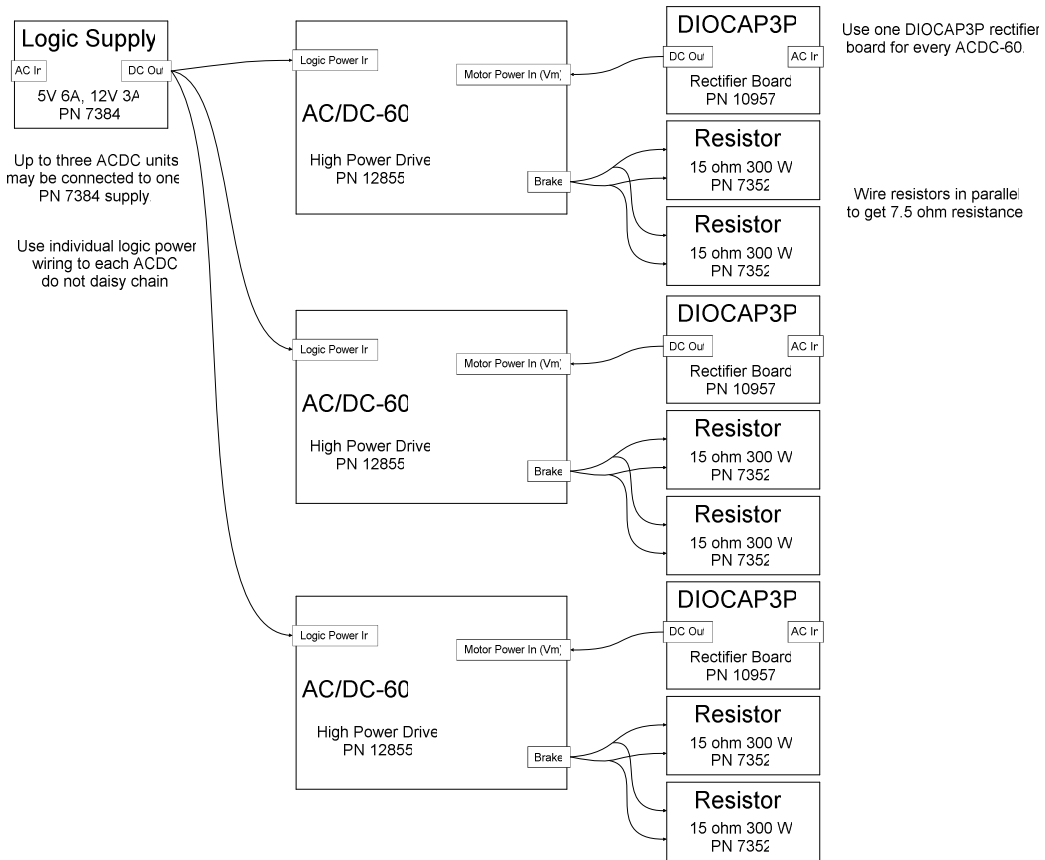 Logic Supply
AC In
DC Out
5V 6A, 12V 3A
PN 7384
Up to three ACDC units
may be connected to one
PN 7384 supply.
Use individual logic power
wiring to each ACDC
do not daisy chain
Logic Power In
Motor Power In (Vm)
AC/DC-60
High Power Drive
PN 12855
Brake
DIOCAP3P
DC Out
AC In
Rectifier Board
PN 10957
Resistor
15 ohm 300 W
PN 7352
Resistor
15 ohm 300 W
PN 7352
Use one DIOCAP3P rectifier
board for every ACDC-60.
Wire resistors in parallel
to get 7.5 ohm resistance
Logic Power In
Motor Power In (Vm)
AC/DC-60
High Power Drive
PN 12855
Brake
DIOCAP3P
DC Out
AC In
Rectifier Board
PN 10957
Resistor
15 ohm 300 W
PN 7352
Resistor
15 ohm 300 W
PN 7352
Logic Power In
Motor Power In (Vm)
AC/DC-60
High Power Drive
PN 12855
Brake
DIOCAP3P
DC Out
AC In
Rectifier Board
PN 10957
Resistor
15 ohm 300 W
PN 7352
Resistor
15 ohm 300 W
PN 7352